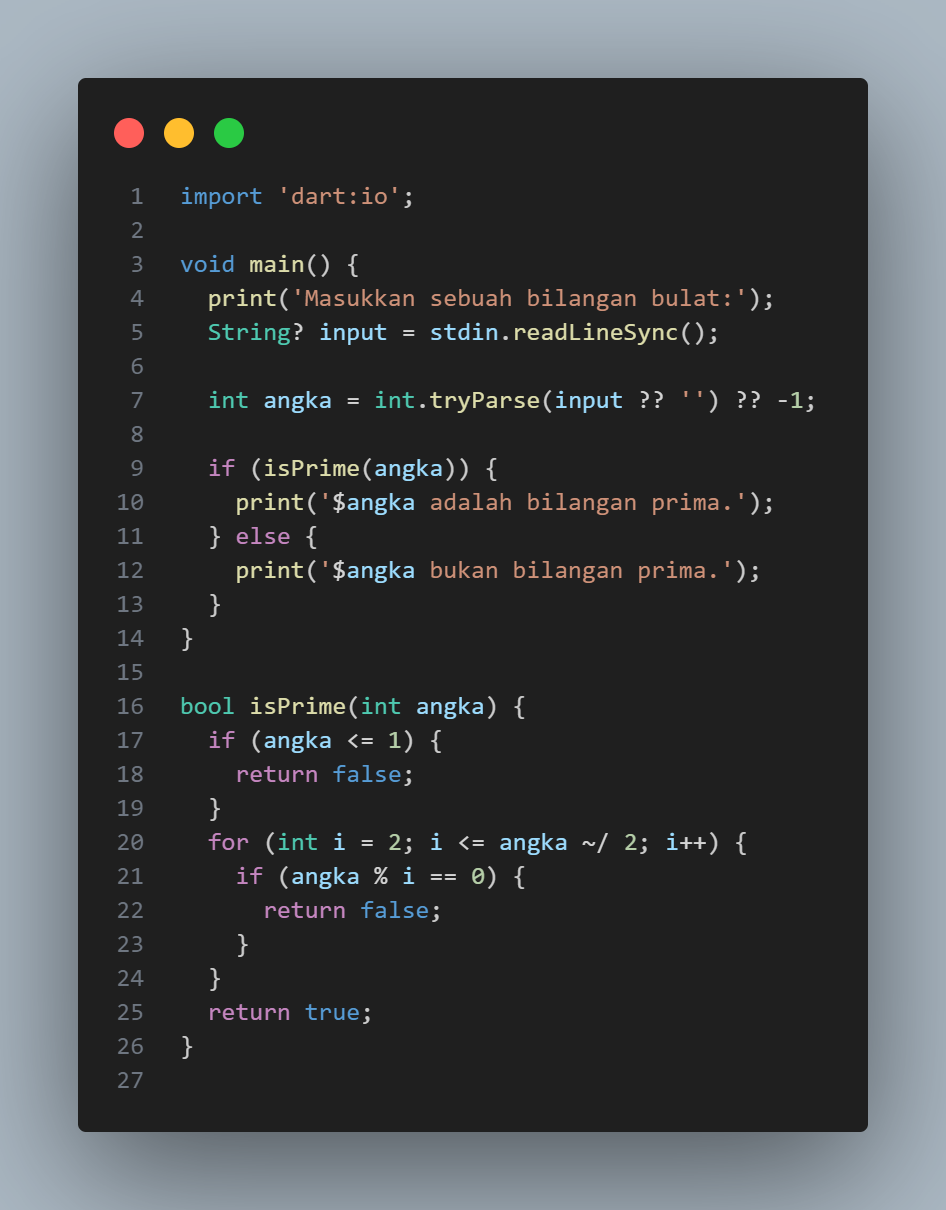 1 import 'dart:io';
2
3 void main() {
4   print('Masukkan sebuah bilangan bulat:');
5   String? input = stdin.readLineSync();
6
7   int angka = int.tryParse(input ?? '') ?? -1;
8
9   if (isPrime(angka)) {
10     print('$angka adalah bilangan prima.');
11   } else {
12     print('$angka bukan bilangan prima.');
13   }
14 }
15
16 bool isPrime(int angka) {
17   if (angka <= 1) {
18     return false;
19   }
20   for (int i = 2; i <= angka ~/ 2; i++) {
21     if (angka % i == 0) {
22       return false;
23     }
24   }
25   return true;
26 }
27